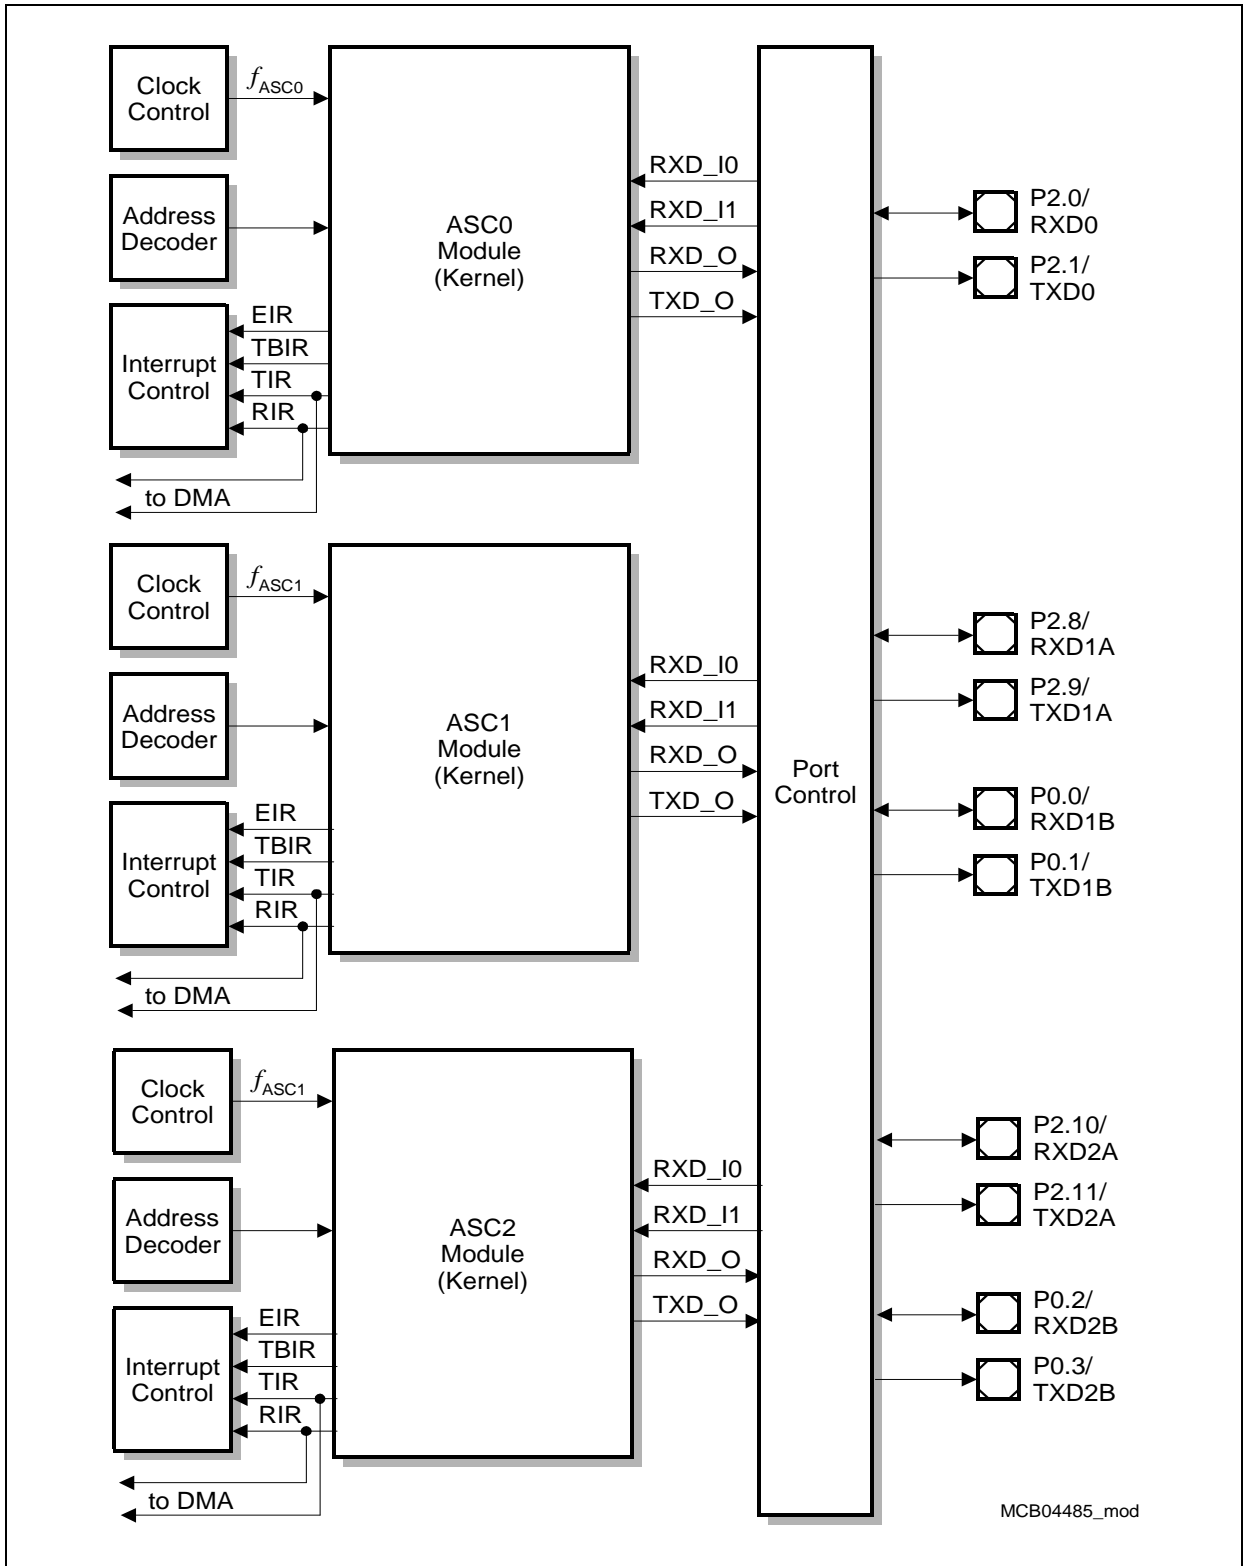 Clock
Control
fASC0
Address
Decoder
Interrupt
Control
EIR
TBIR
TIR
RIR
to DMA
ASC0
Module
(Kernel)
RXD_I0
RXD_I1
RXD_O
TXD_O
P2.0/
RXD0
P2.1/
TXD0
Clock
Control
fASC1
Address
Decoder
Interrupt
Control
EIR
TBIR
TIR
RIR
to DMA
ASC1
Module
(Kernel)
RXD_I0
RXD_I1
RXD_O
TXD_O
Port
Control
P2.8/
RXD1A
P2.9/
TXD1A
P0.0/
RXD1B
P0.1/
TXD1B
Clock
Control
fASC1
Address
Decoder
Interrupt
Control
EIR
TBIR
TIR
RIR
to DMA
ASC2
Module
(Kernel)
RXD_I0
RXD_I1
RXD_O
TXD_O
P2.10/
RXD2A
P2.11/
TXD2A
P0.2/
RXD2B
P0.3/
TXD2B
MCB04485_mod